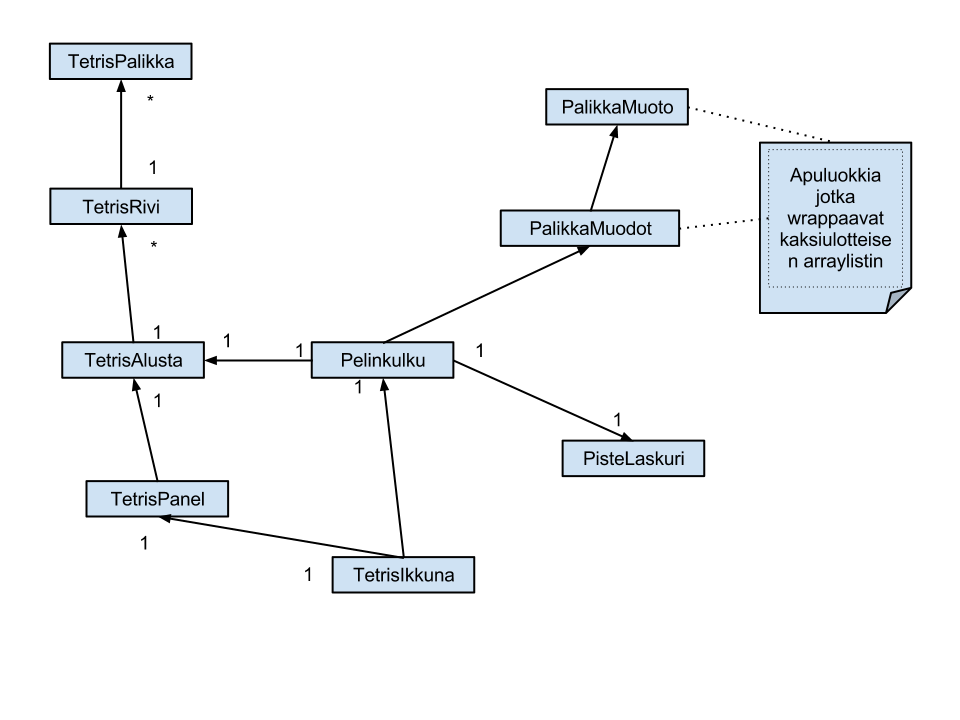 TetrisPalikka
*
PalikkaMuoto
1
Apuluokkia
jotka
wrappaavat
kaksiulotteise
n arraylistin
TetrisRivi
PalikkaMuodot
*
1
1
1
1
TetrisAlusta
Pelinkulku
1
1
1
PisteLaskuri
TetrisPanel
1
1
TetrisIkkuna